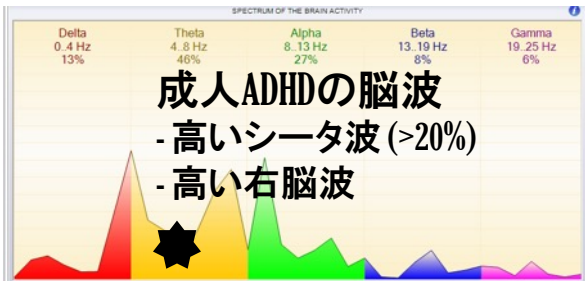 SPECTRUM OF THE BRAIN ACTIVITY
Delta Theta Alpha Beta Gamma
0..4 Hz 4..8 Hz 8..13 Hz 13..19 Hz 19..25 Hz
13% 46% 27% 8% 6%
成人ADHDの脳波
- 高いシータ波 (>20%)
- 高い右脳波